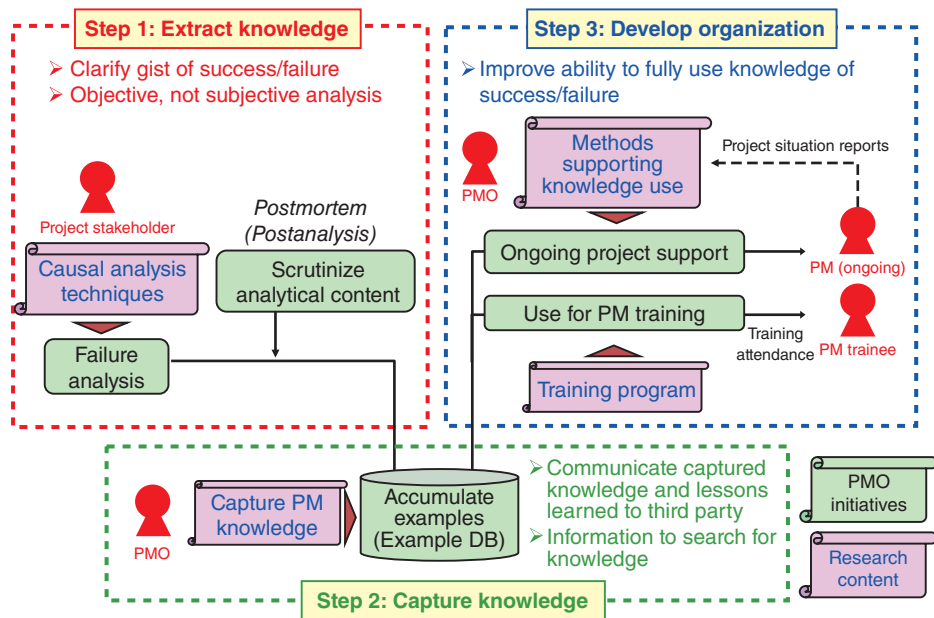 Step 1: Extract knowledge
➢ Clarify gist of success/failure
➢ Objective, not subjective analysis
Project stakeholder
Causal analysis
techniques
Postmortem
(Postanalysis)
Scrutinize
analytical content
Failure
analysis
Step 3: Develop organization
➢ Improve ability to fully use knowledge of
success/failure
PMO
Methods
supporting
knowledge use
Project situation reports
Ongoing project support
PM (ongoing)
Use for PM training
Training
attendance
PM trainee
Training program
PMO
Capture PM
knowledge
Accumulate
examples
(Example DB)
➢ Communicate captured
knowledge and lessons
learned to third party
➢ Information to search for
knowledge
Step 2: Capture knowledge
PMO
initiatives
Research
content